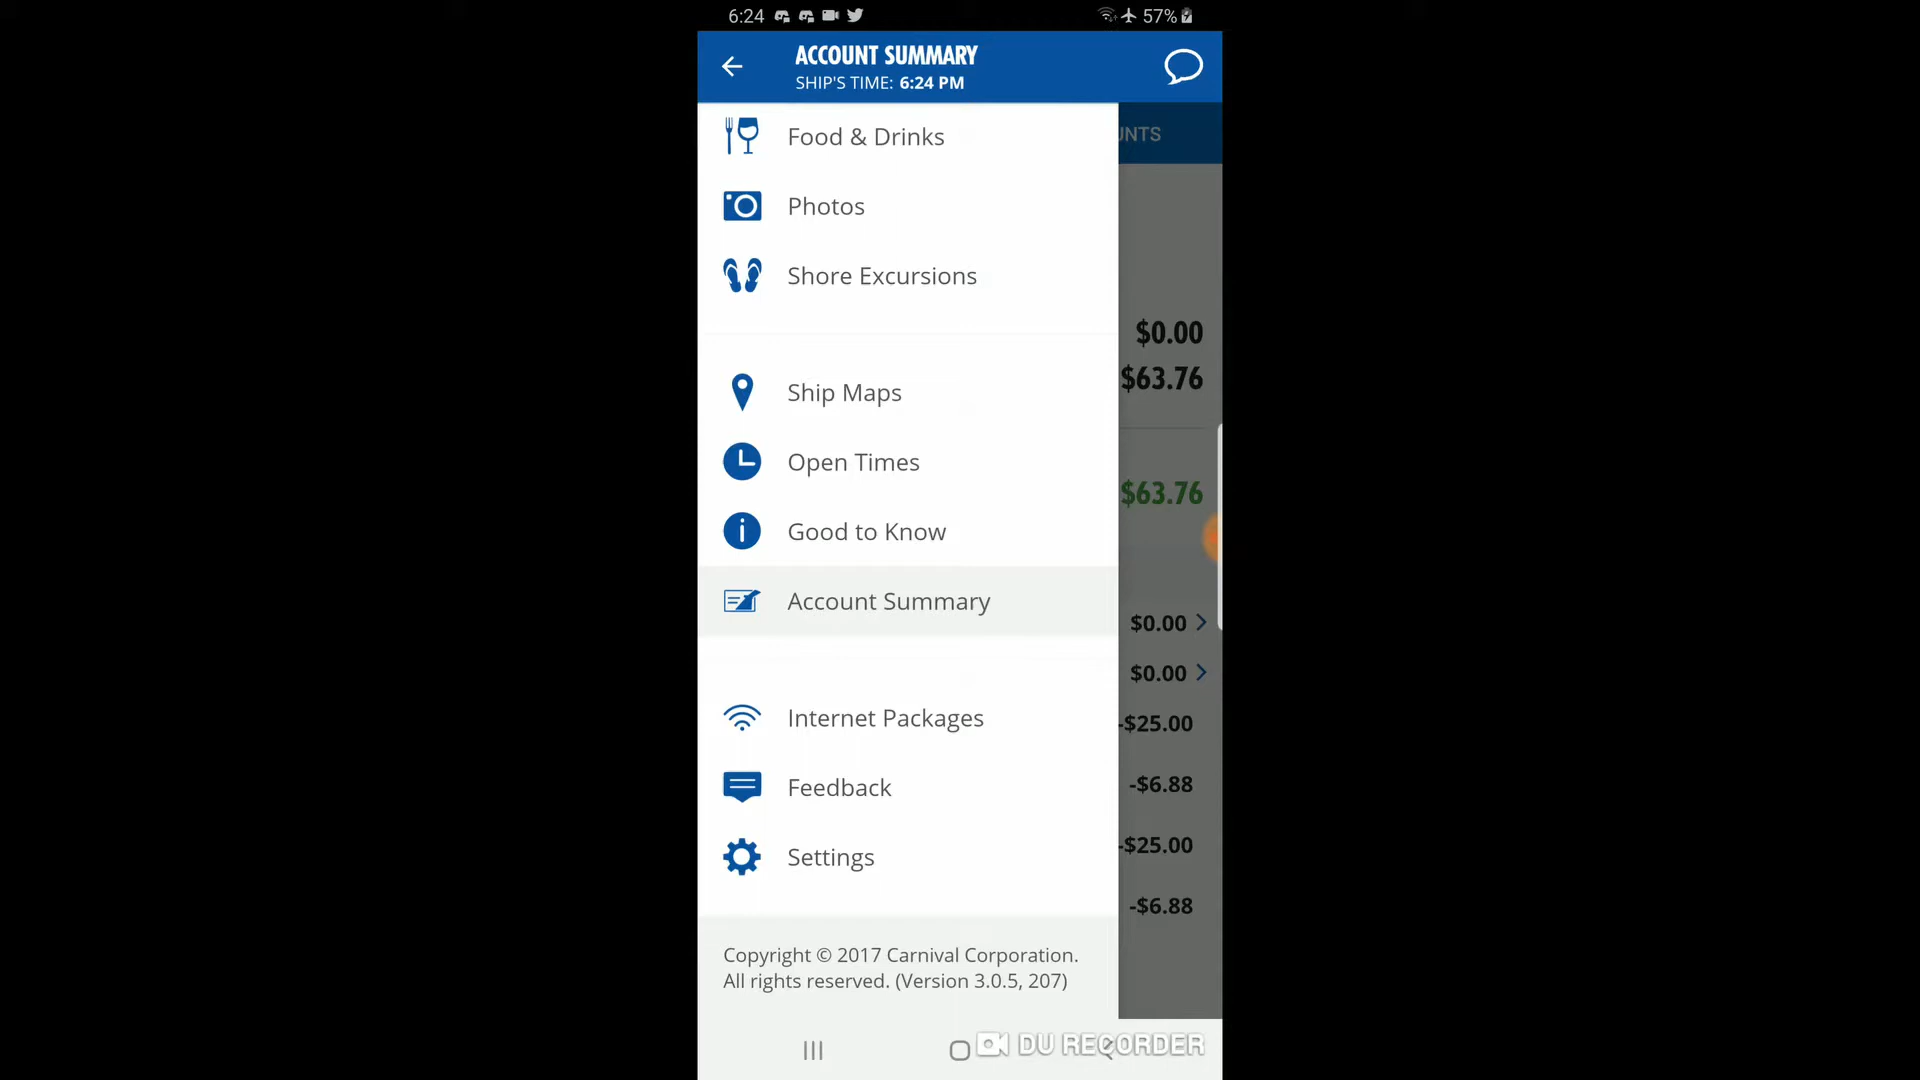 6:24
57%
ACCOUNT SUMMARY
SHIP'S TIME: 6:24 PM
Food & Drinks
UNTS
Photos
Shore Excursions
$0.00
$63.76
Ship Maps
Open Times
$63.76
Good to Know
Account Summary
$0.00
$0.00
Internet Packages
-$25.00
Feedback
-$6.88
Settings
-$25.00
-$6.88
Copyright © 2017 Carnival Corporation.
All rights reserved. (Version 3.0.5, 207)
DU RECORDER